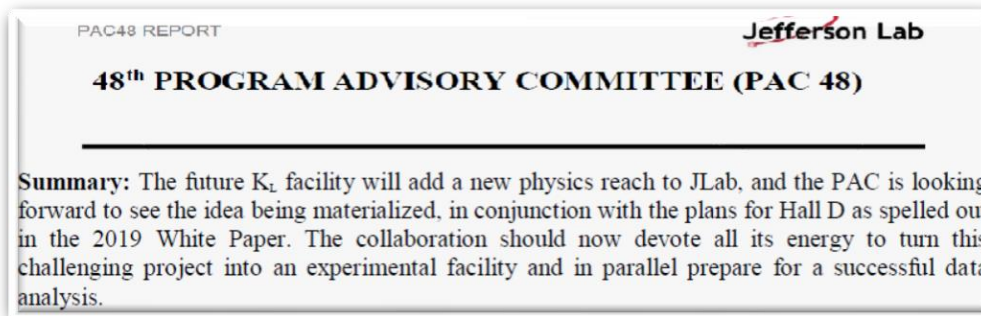 PAC48 REPORT
Jefferson Lab
48th PROGRAM ADVISORY COMMITTEE (PAC 48)
Summary: The future KL facility will add a new physics reach to JLab, and the PAC is looking
forward to see the idea being materialized, in conjunction with the plans for Hall D as spelled ou
in the 2019 White Paper. The collaboration should now devote all its energy to turn this
challenging project into an experimental facility and in parallel prepare for a successful data
analysis.